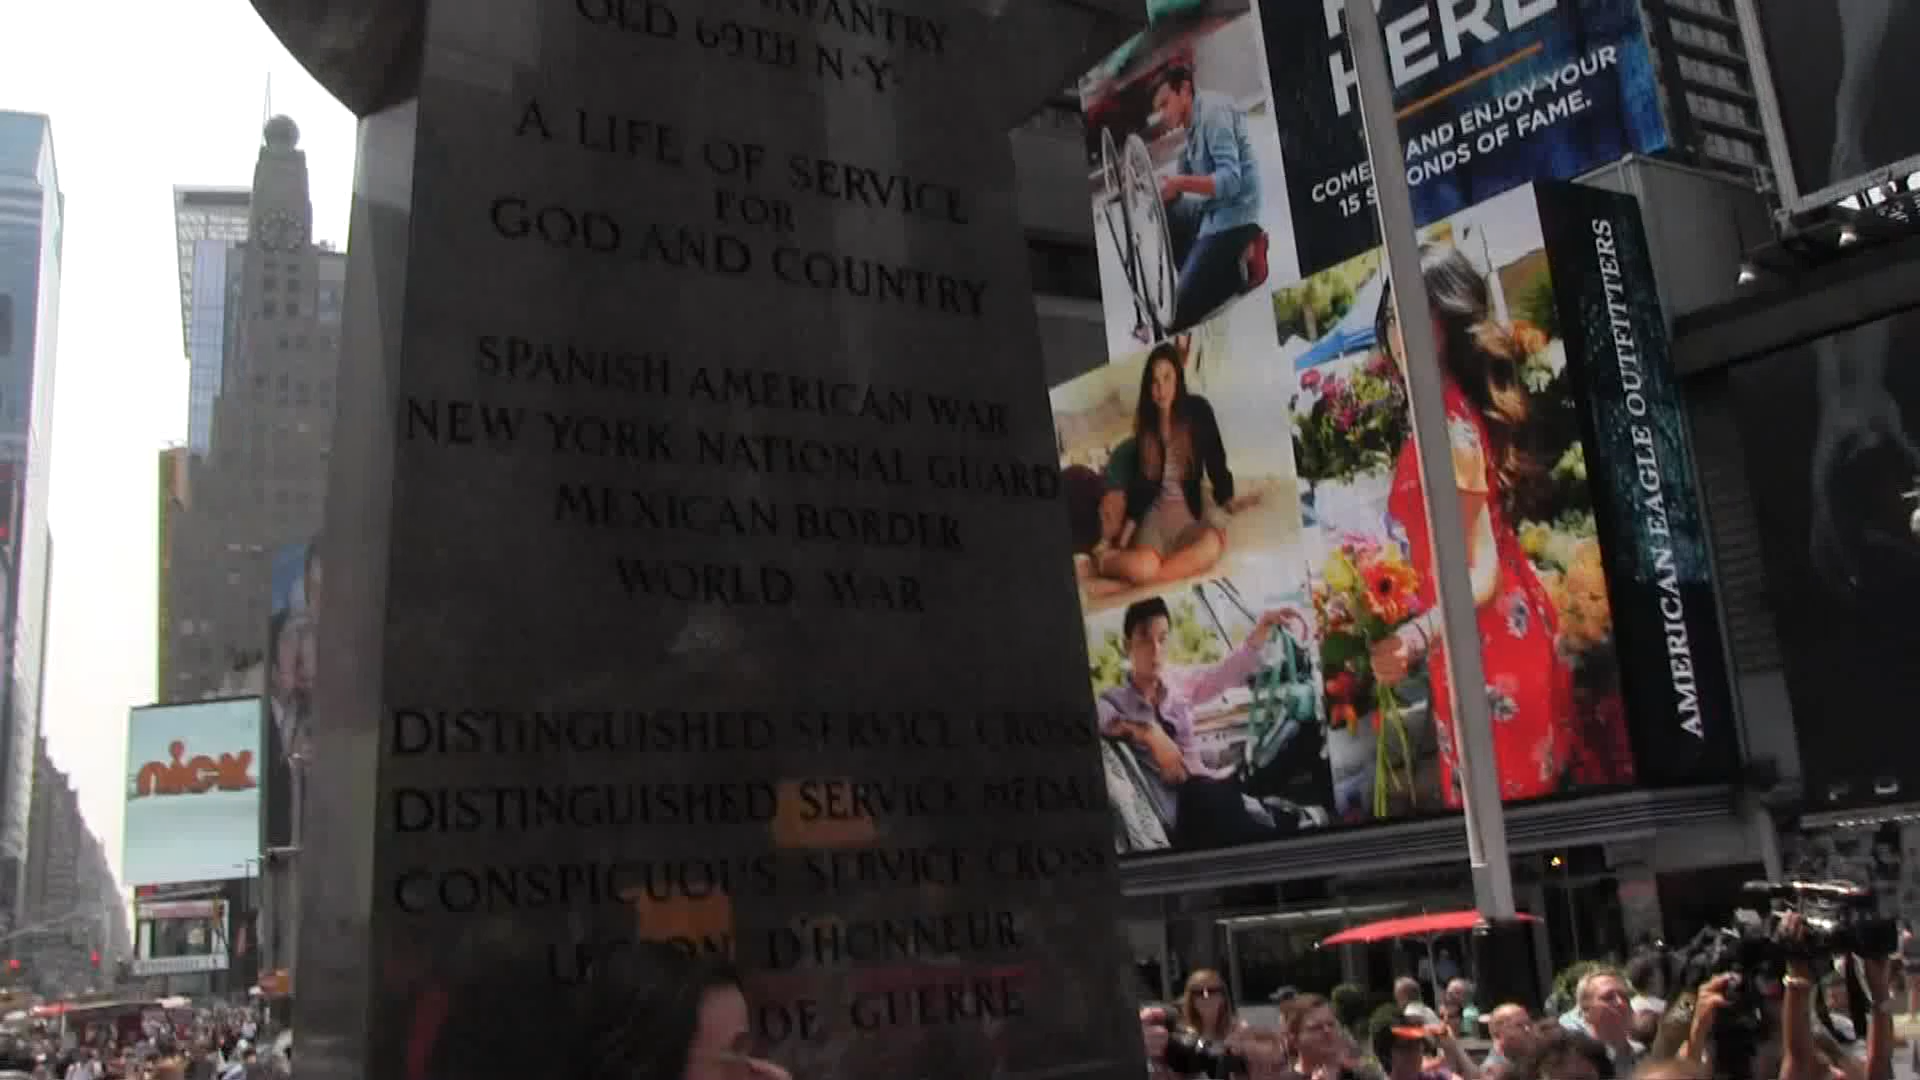 INFANTRY
OLD 69TH N·Y·
A LIFE OF SERVICE
FOR
GOD AND COUNTRY
SPANISH AMERICAN WAR
NEW YORK NATIONAL GUARD
MEXICAN BORDER
WORLD WAR
DISTINGUISHED SERVICE CROSS
DISTINGUISHED SERVICE MEDAL
CONSPICUOUS SERVICE CROSS
D'HONNEUR
DE GUERRE
HERE
COME AND ENJOY YOUR
15 S ONDS OF FAME.
AMERICAN EAGLE OUTFITTERS
nick